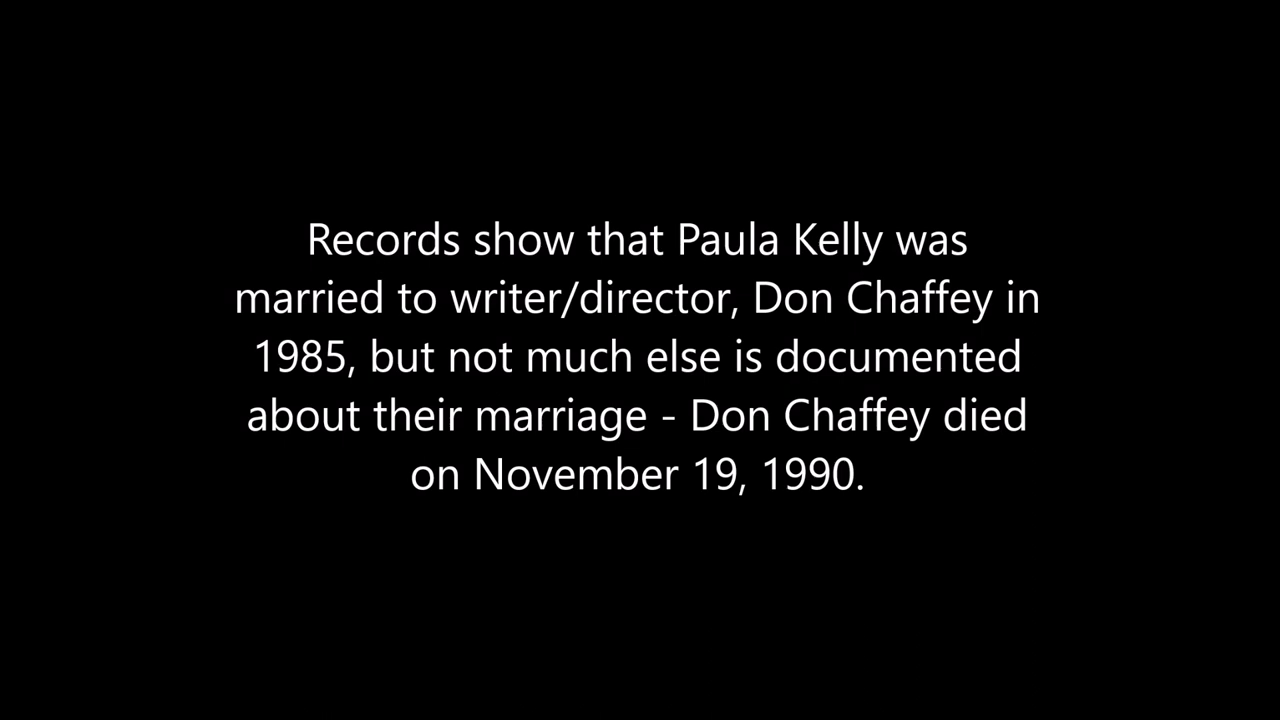 Records show that Paula Kelly was
married to writer/director, Don Chaffey in
1985, but not much else is documented
about their marriage - Don Chaffey died
on November 19, 1990.